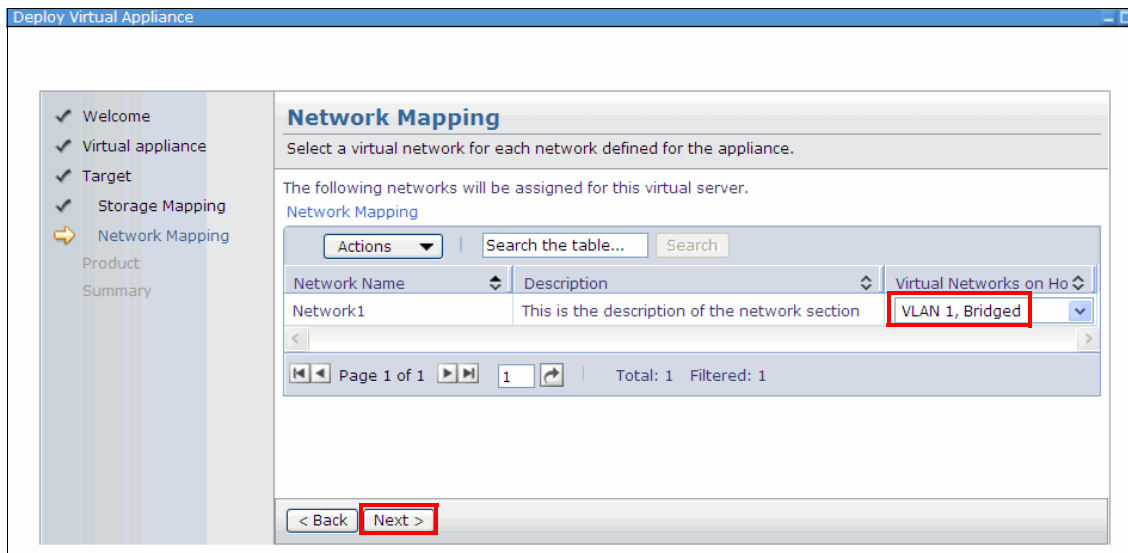 Deploy Virtual Appliance
Welcome
Virtual appliance
Target
Storage Mapping
Network Mapping
Product
Summary
Network Mapping
Select a virtual network for each network defined for the appliance.
The following networks will be assigned for this virtual server.
Network Mapping
Actions Search the table... Search
Network Name Description Virtual Networks on Ho
Network1 This is the description of the network section VLAN 1, Bridged
Page 1 of 1 1 Total: 1 Filtered: 1
< Back Next >